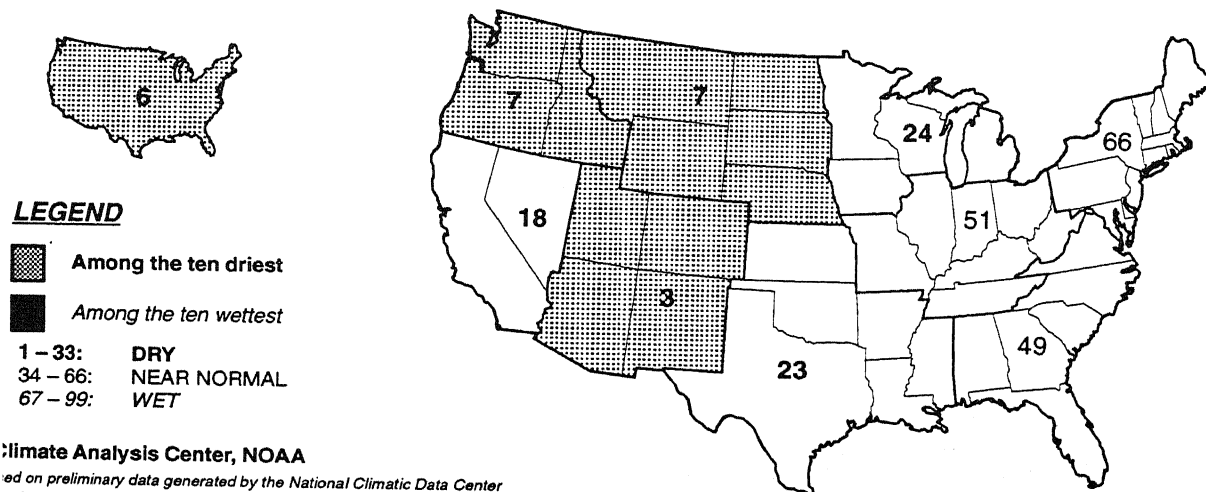 6
LEGEND
Among the ten driest
Among the ten wettest
1 – 33: DRY
34 – 66: NEAR NORMAL
67 – 99: WET
Climate Analysis Center, NOAA
on preliminary data generated by the National Climatic Data Center
7
7
24
66
18
51
3
49
23